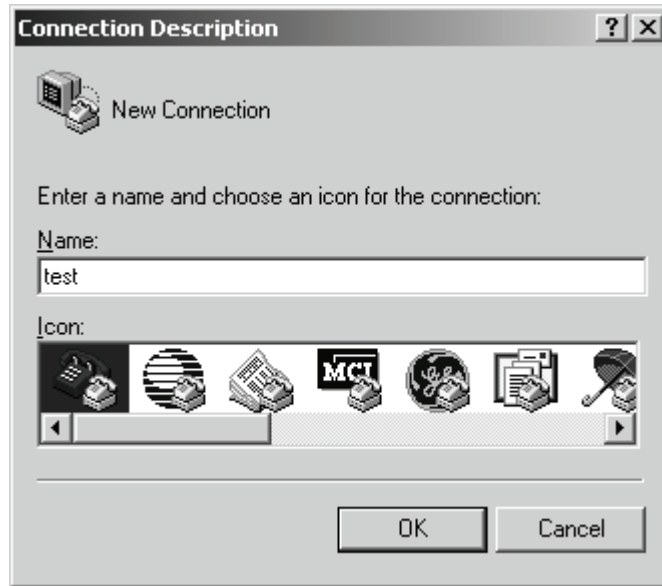 Connection Description
New Connection
Enter a name and choose an icon for the connection:
Name:
test
Icon:
MCI
OK Cancel